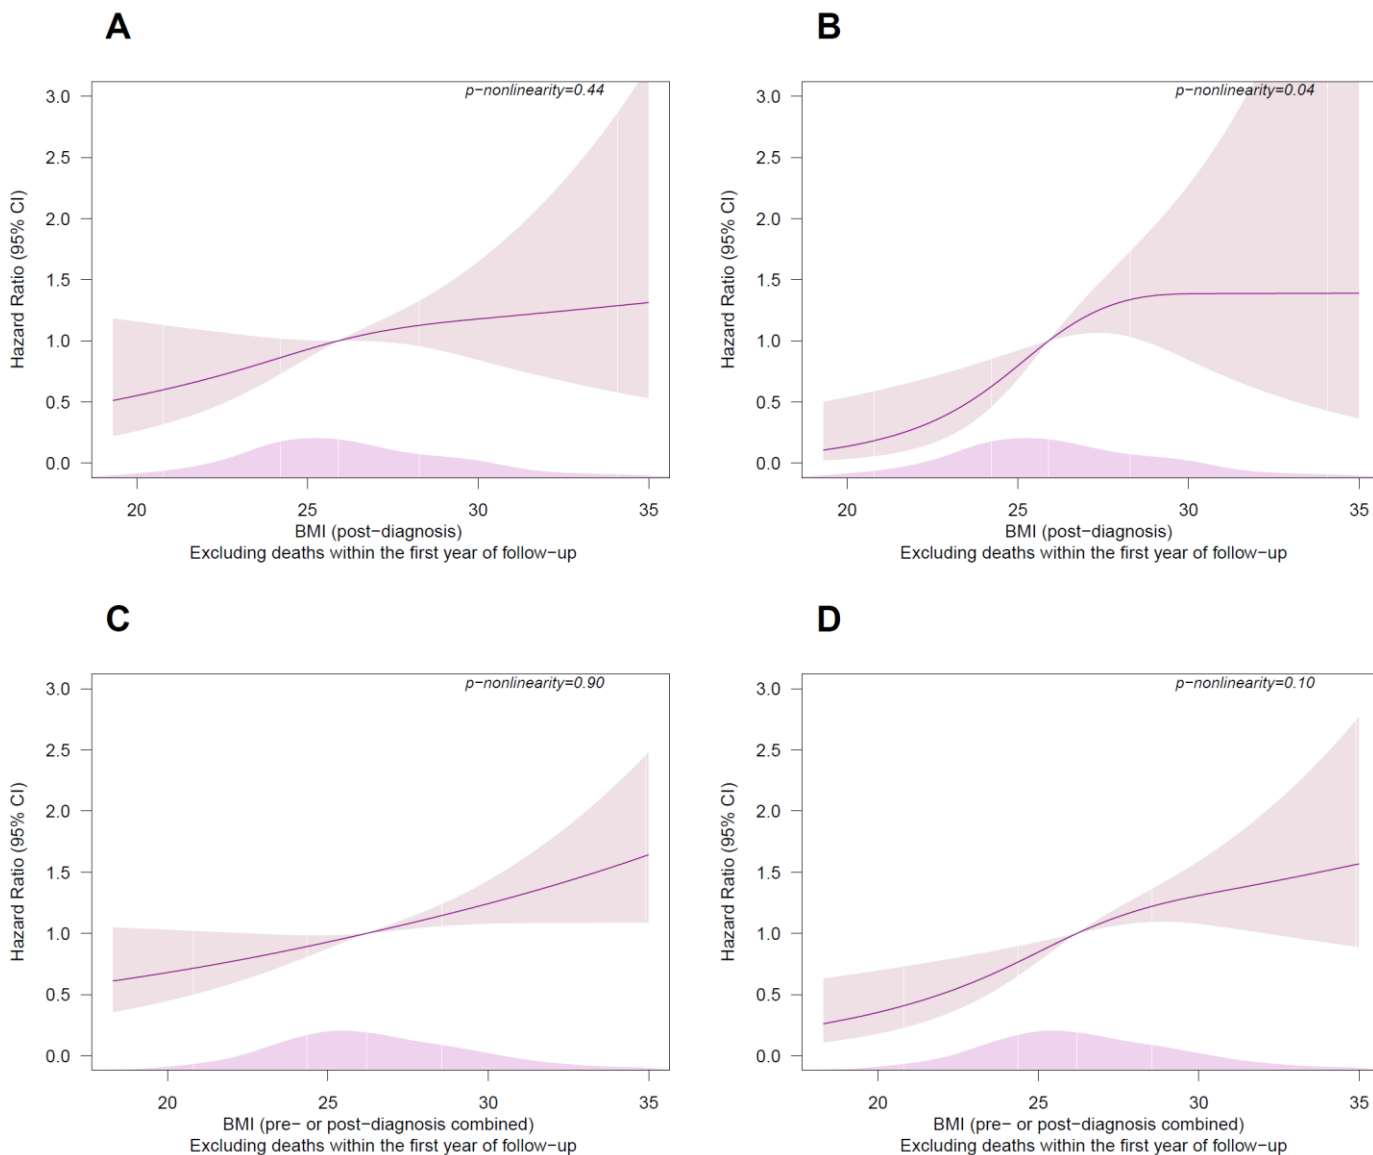 A
B
p−nonlinearity=0.44
p−nonlinearity=0.04
3.0
2.5
2.0
1.5
1.0
0.5
0.0
Hazard Ratio (95% CI)
20
25
30
35
BMI (post−diagnosis)
Excluding deaths within the first year of follow−up
3.0
2.5
2.0
1.5
1.0
0.5
0.0
Hazard Ratio (95% CI)
20
25
30
35
BMI (post−diagnosis)
Excluding deaths within the first year of follow−up
C
D
p−nonlinearity=0.90
p−nonlinearity=0.10
3.0
2.5
2.0
1.5
1.0
0.5
0.0
Hazard Ratio (95% CI)
20
25
30
35
BMI (pre− or post−diagnosis combined)
Excluding deaths within the first year of follow−up
3.0
2.5
2.0
1.5
1.0
0.5
0.0
Hazard Ratio (95% CI)
20
25
30
35
BMI (pre− or post−diagnosis combined)
Excluding deaths within the first year of follow−up